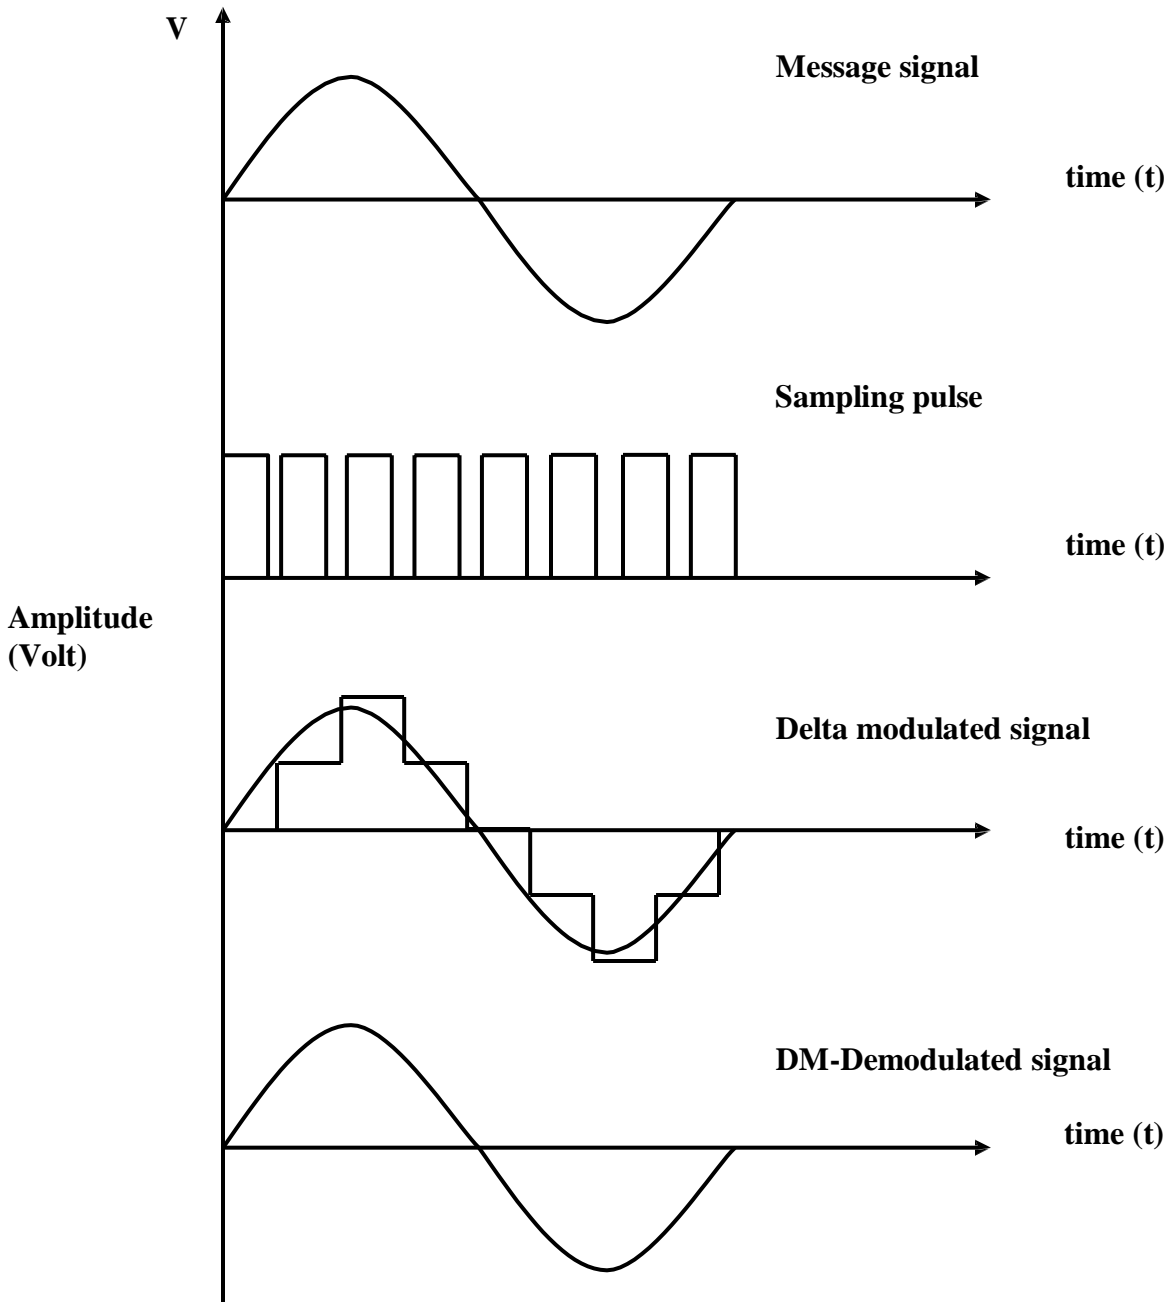 V
Message signal
time (t)
Sampling pulse
time (t)
Amplitude
(Volt)
Delta modulated signal
time (t)
DM-Demodulated signal
time (t)